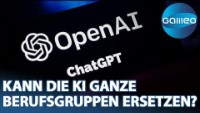 Galileo
OpenAI
ChatGPT
KANN DIE KI GANZE
BERUFSGRUPPEN ERSETZEN?